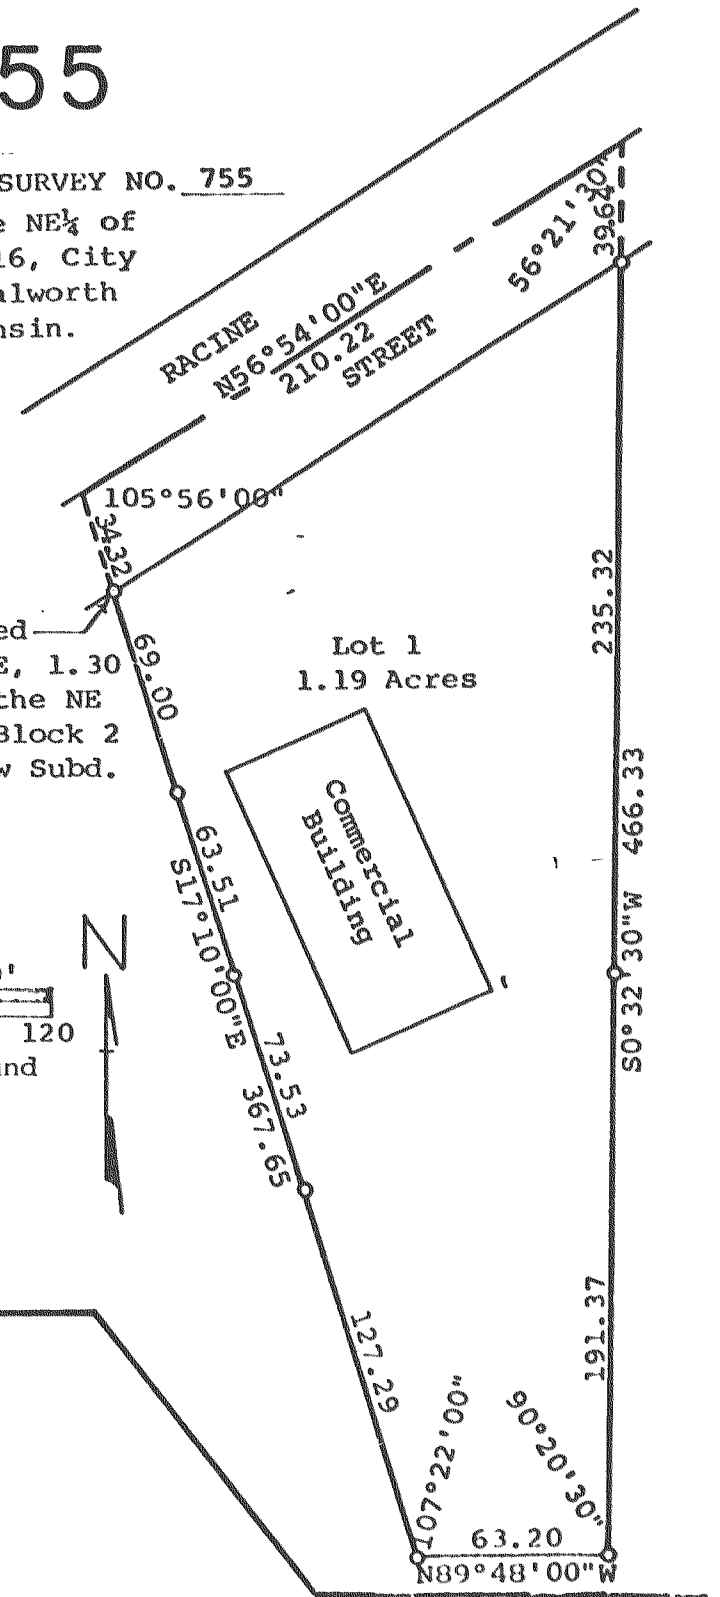 55
SURVEY NO. 755
e NE¼ of
16, City
alworth
nsin.
RACINE
N56°54'00"E
210.22
STREET
56°21'30"
39.64
105°56'00"
34.32
ed
E, 1.30
the NE
Block 2
w Subd.
69.00
Lot 1
1.19 Acres
235.32
Commercial
Building
63.51
S17°10'00"E
466.33
S0°32'30"W
N
120
und
73.53
367.65
127.29
191.37
107°22'00"
90°20'30"
63.20
N89°48'00"W